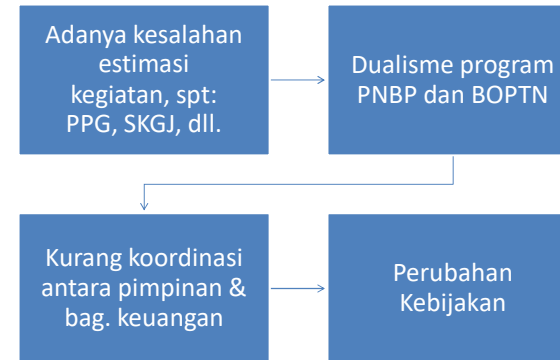 Adanya kesalahan
estimasi
kegiatan, spt:
PPG, SKGJ, dll.
Dualisme program
PNBP dan BOPTN
Kurang koordinasi
antara pimpinan &
bag. keuangan
Perubahan
Kebijakan